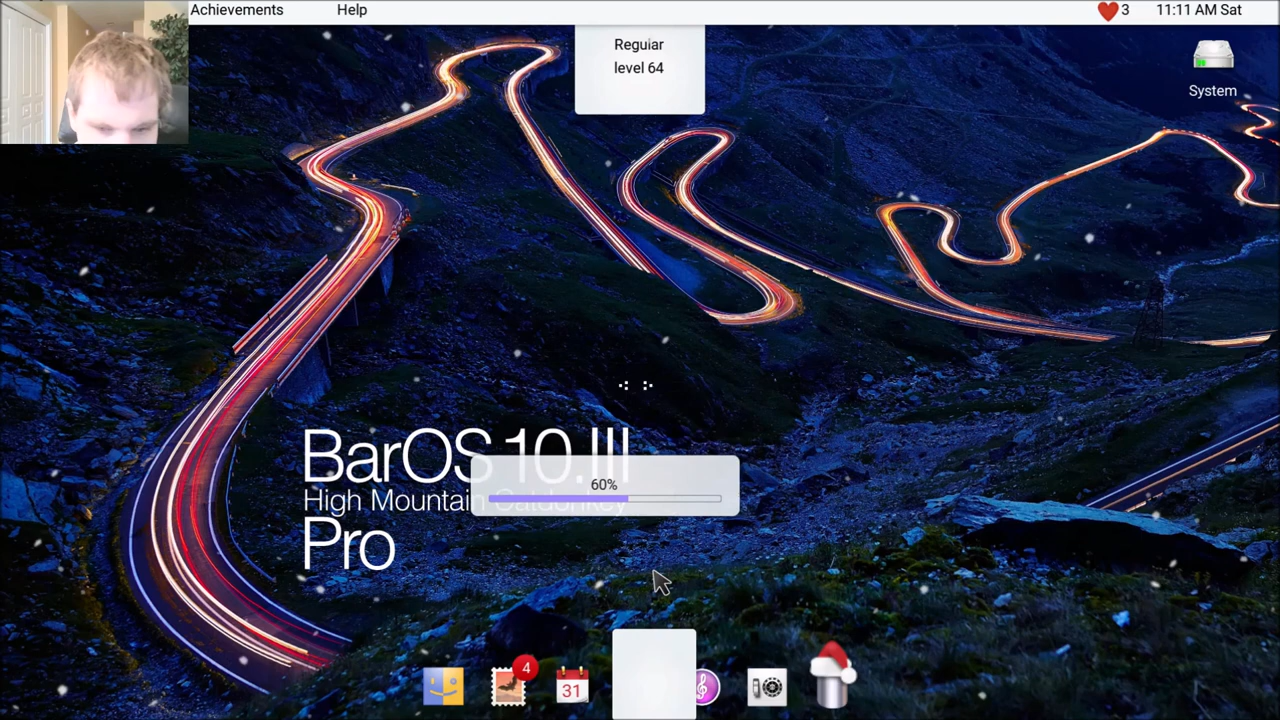 Achievements Help 3 11:11 AM Sat
Regular
level 64
System
BarOS 10.III
60%
High Mountain Catdonkey
Pro
4
31